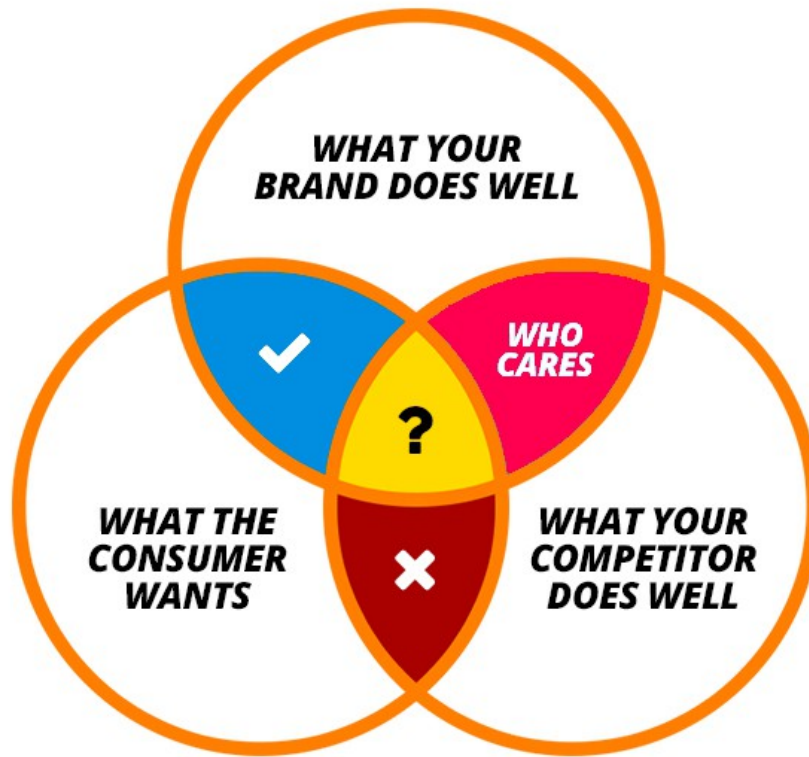 WHAT YOUR
BRAND DOES WELL
WHO
CARES
?
WHAT THE
CONSUMER
WANTS
WHAT YOUR
COMPETITOR
DOES WELL